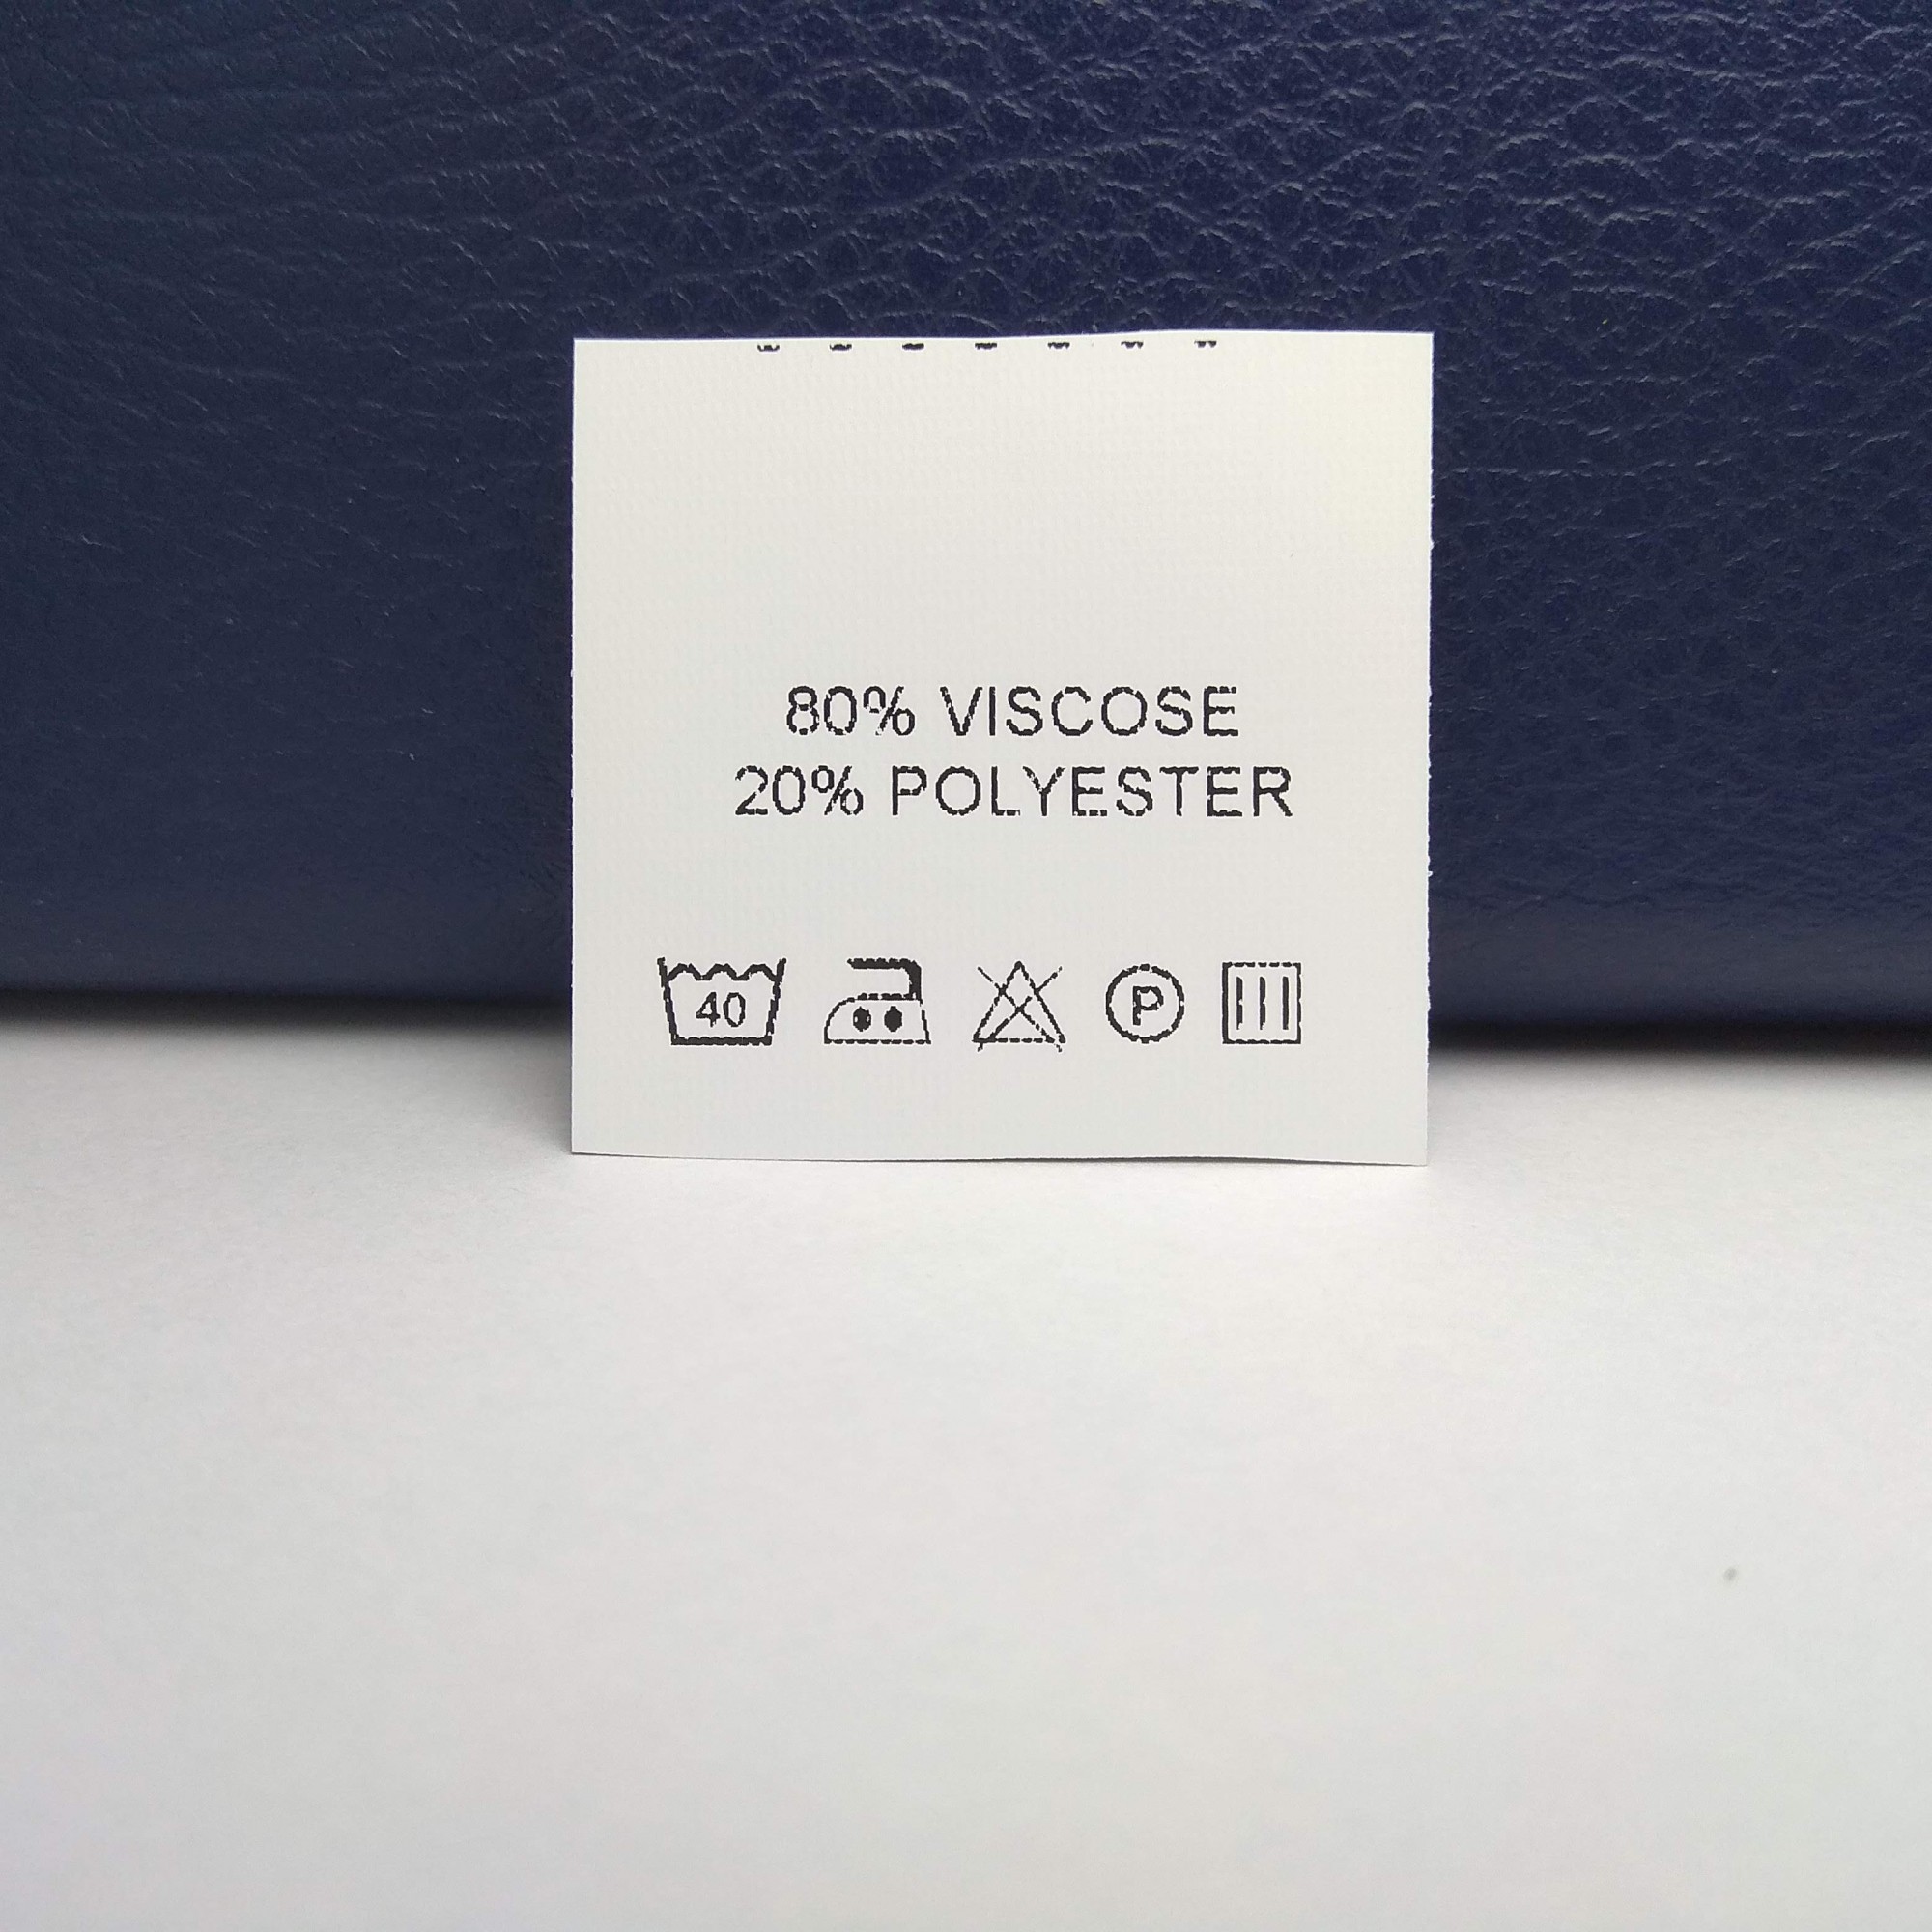 80% VISCOSE
20% POLYESTER
40 P